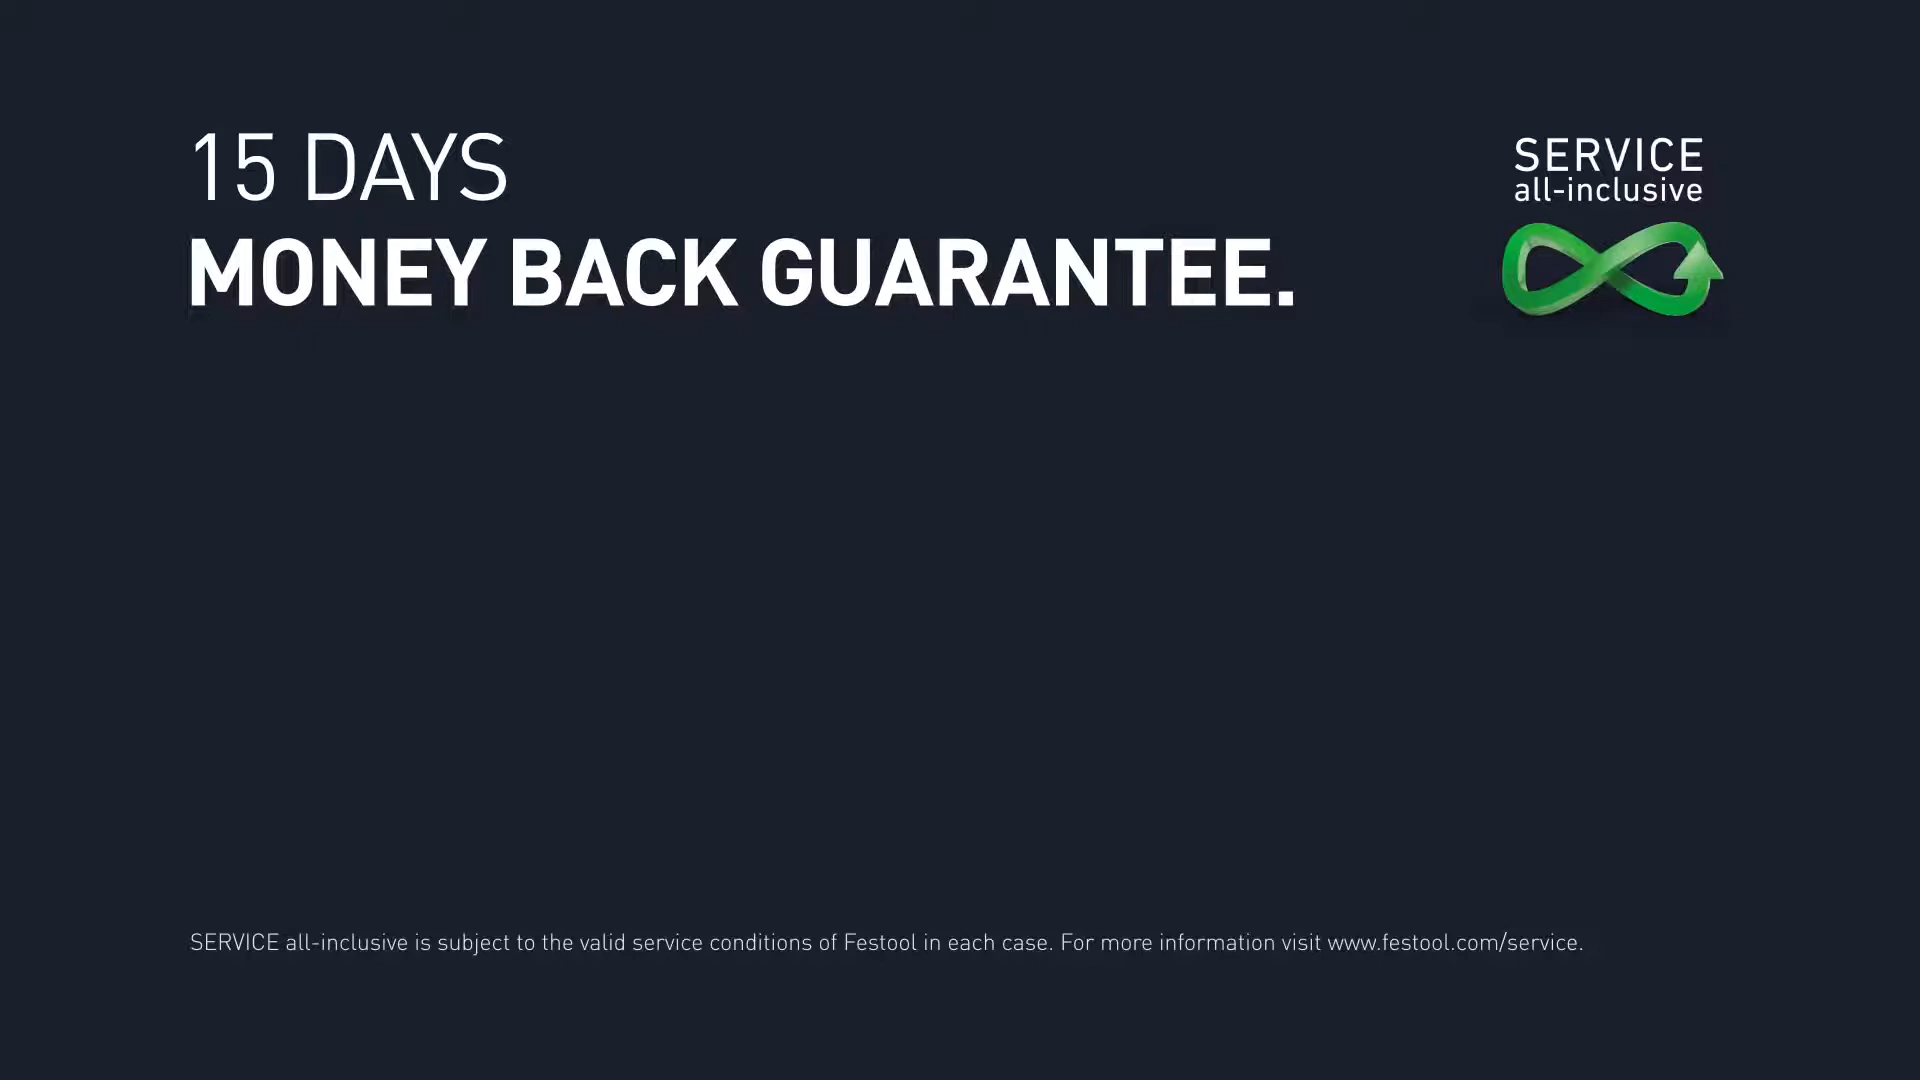 15 DAYS
MONEY BACK GUARANTEE.
SERVICE
all-inclusive
SERVICE all-inclusive is subject to the valid service conditions of Festool in each case. For more information visit www.festool.com/service.